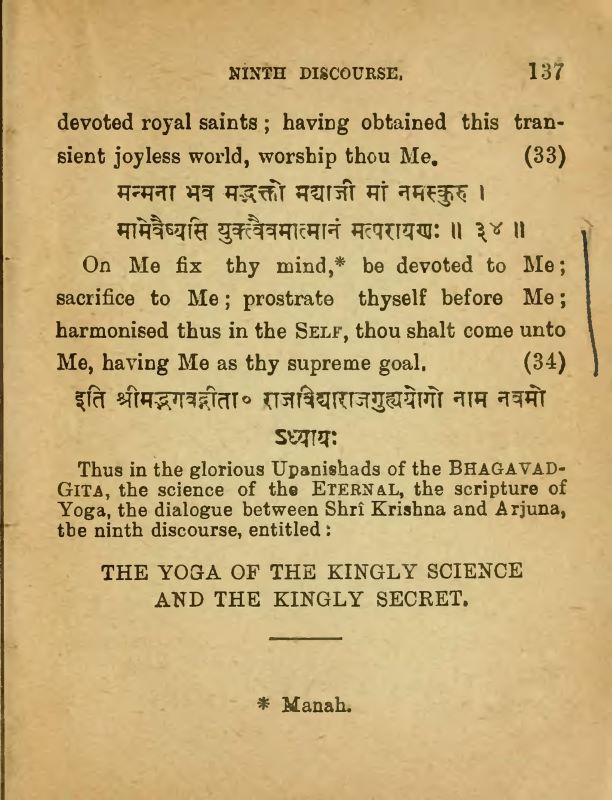 NINTH DISCOURSE. 137
devoted royal saints ; having obtained this tran-
sient joyless world, worship thou Me. (33)
मन्मना भव मद्भक्तो मद्याजी मां नमस्कुरु ।
मामेवैष्यसि युक्त्वैवमात्मानं मत्परायणः ॥ ३४ ॥
On Me fix thy mind,* be devoted to Me;
sacrifice to Me ; prostrate thyself before Me ;
harmonised thus in the SELF, thou shalt come unto
Me, having Me as thy supreme goal. (34)
इति श्रीमद्भगवद्गीता० राजविद्याराजगुह्ययोगो नाम नवमो
ऽध्यायः
Thus in the glorious Upanishads of the BHAGAVAD-
GITA, the science of the ETERNAL, the scripture of
Yoga, the dialogue between Shrî Krishna and Arjuna,
the ninth discourse, entitled :
THE YOGA OF THE KINGLY SCIENCE
AND THE KINGLY SECRET.
* Manah.